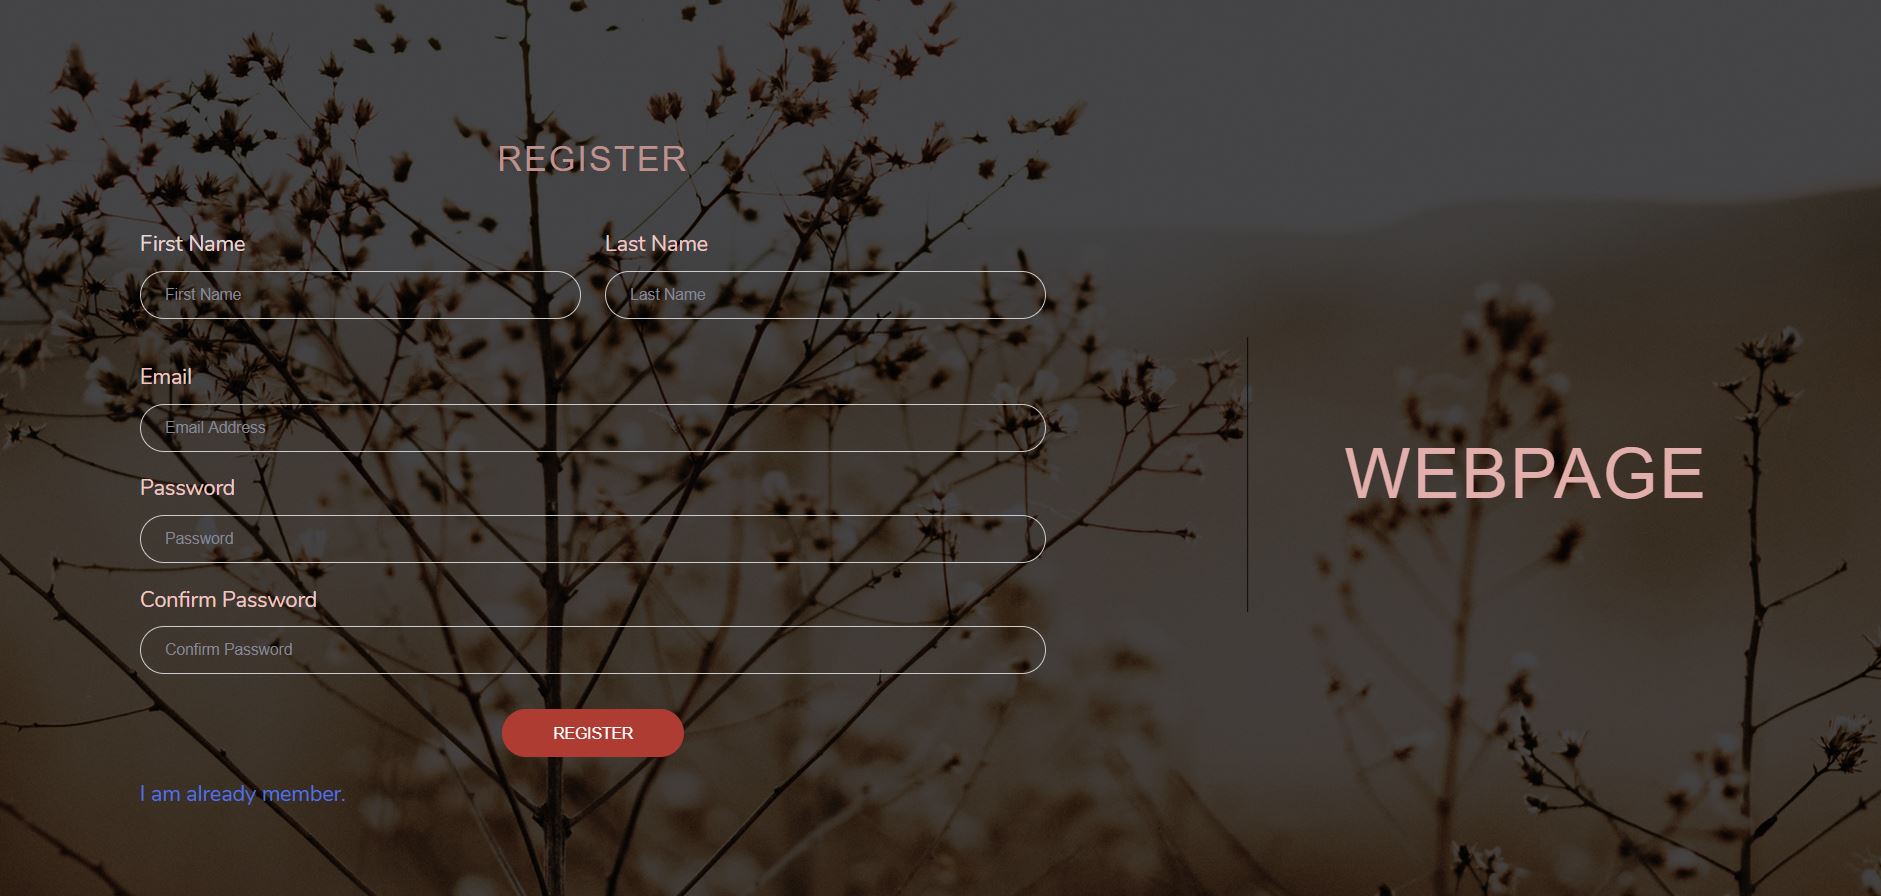 REGISTER
First Name
Last Name
First Name
Last Name
Email
Email Address
Password
Password
Confirm Password
Confirm Password
REGISTER
I am already member.
WEBPAGE